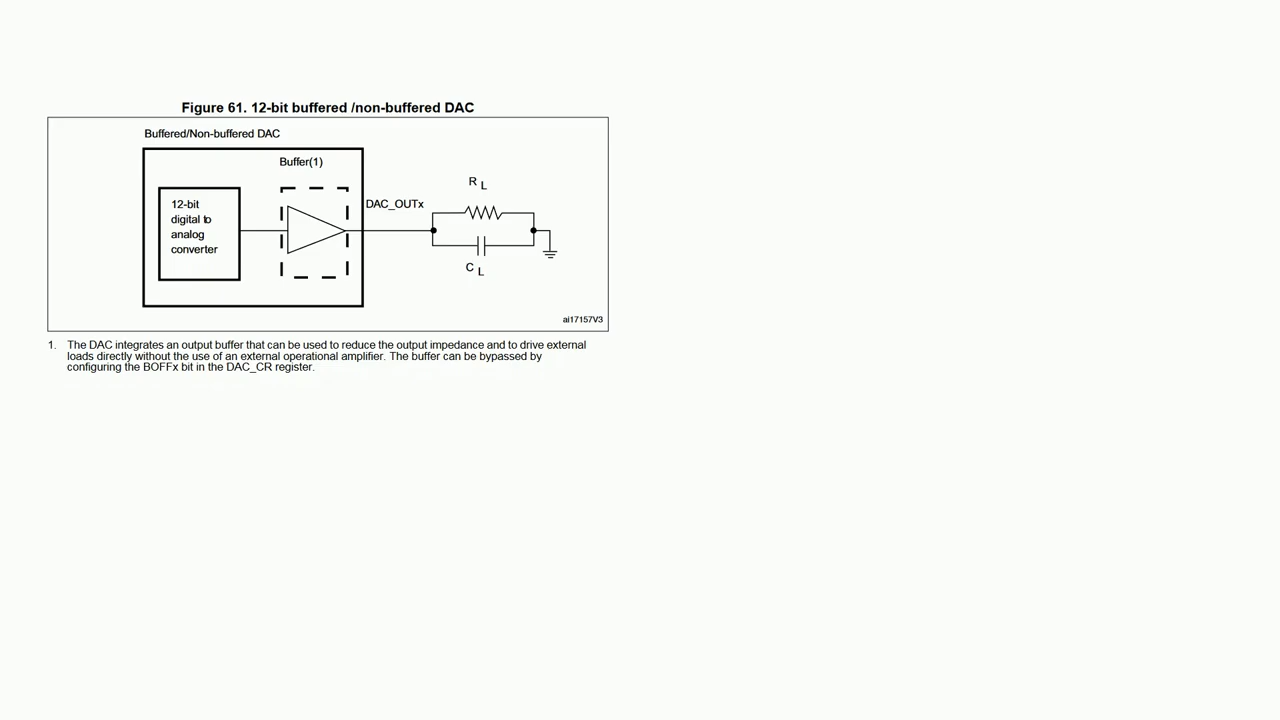 Figure 61. 12-bit buffered /non-buffered DAC
Buffered/Non-buffered DAC
Buffer(1)
12-bit
digital to
analog
converter
DAC_OUTx
R L
C L
ai17157V3
1. The DAC integrates an output buffer that can be used to reduce the output impedance and to drive external
loads directly without the use of an external operational amplifier. The buffer can be bypassed by
configuring the BOFFx bit in the DAC_CR register.